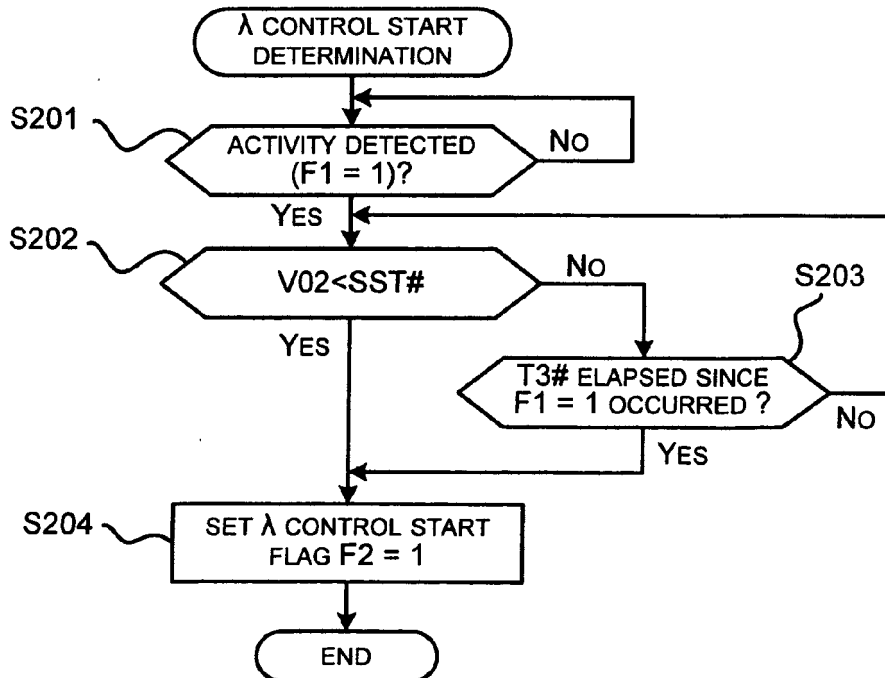 λ CONTROL START
DETERMINATION
S201
ACTIVITY DETECTED
(F1 = 1)?
NO
YES
S202
V02<SST#
NO
YES
S203
T3# ELAPSED SINCE
F1 = 1 OCCURRED ?
NO
YES
S204
SET λ CONTROL START
FLAG F2 = 1
END